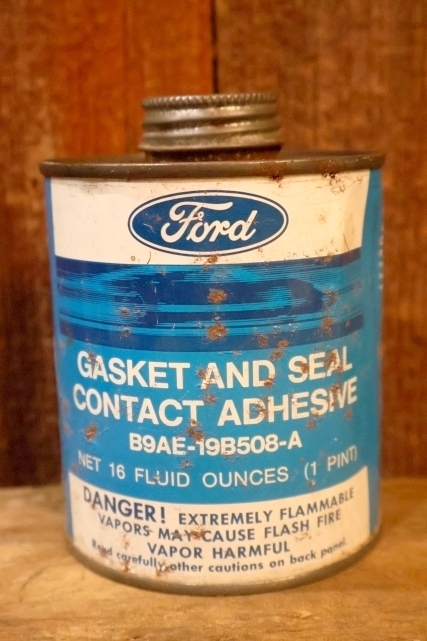 Ford
GASKET AND SEAL
CONTACT ADHESIVE
B9AE-19B508-A
NET 16 FLUID OUNCES (1 PINT)
DANGER! EXTREMELY FLAMMABLE
VAPORS MAY CAUSE FLASH FIRE
VAPOR HARMFUL
Read carefully other cautions on back panel.